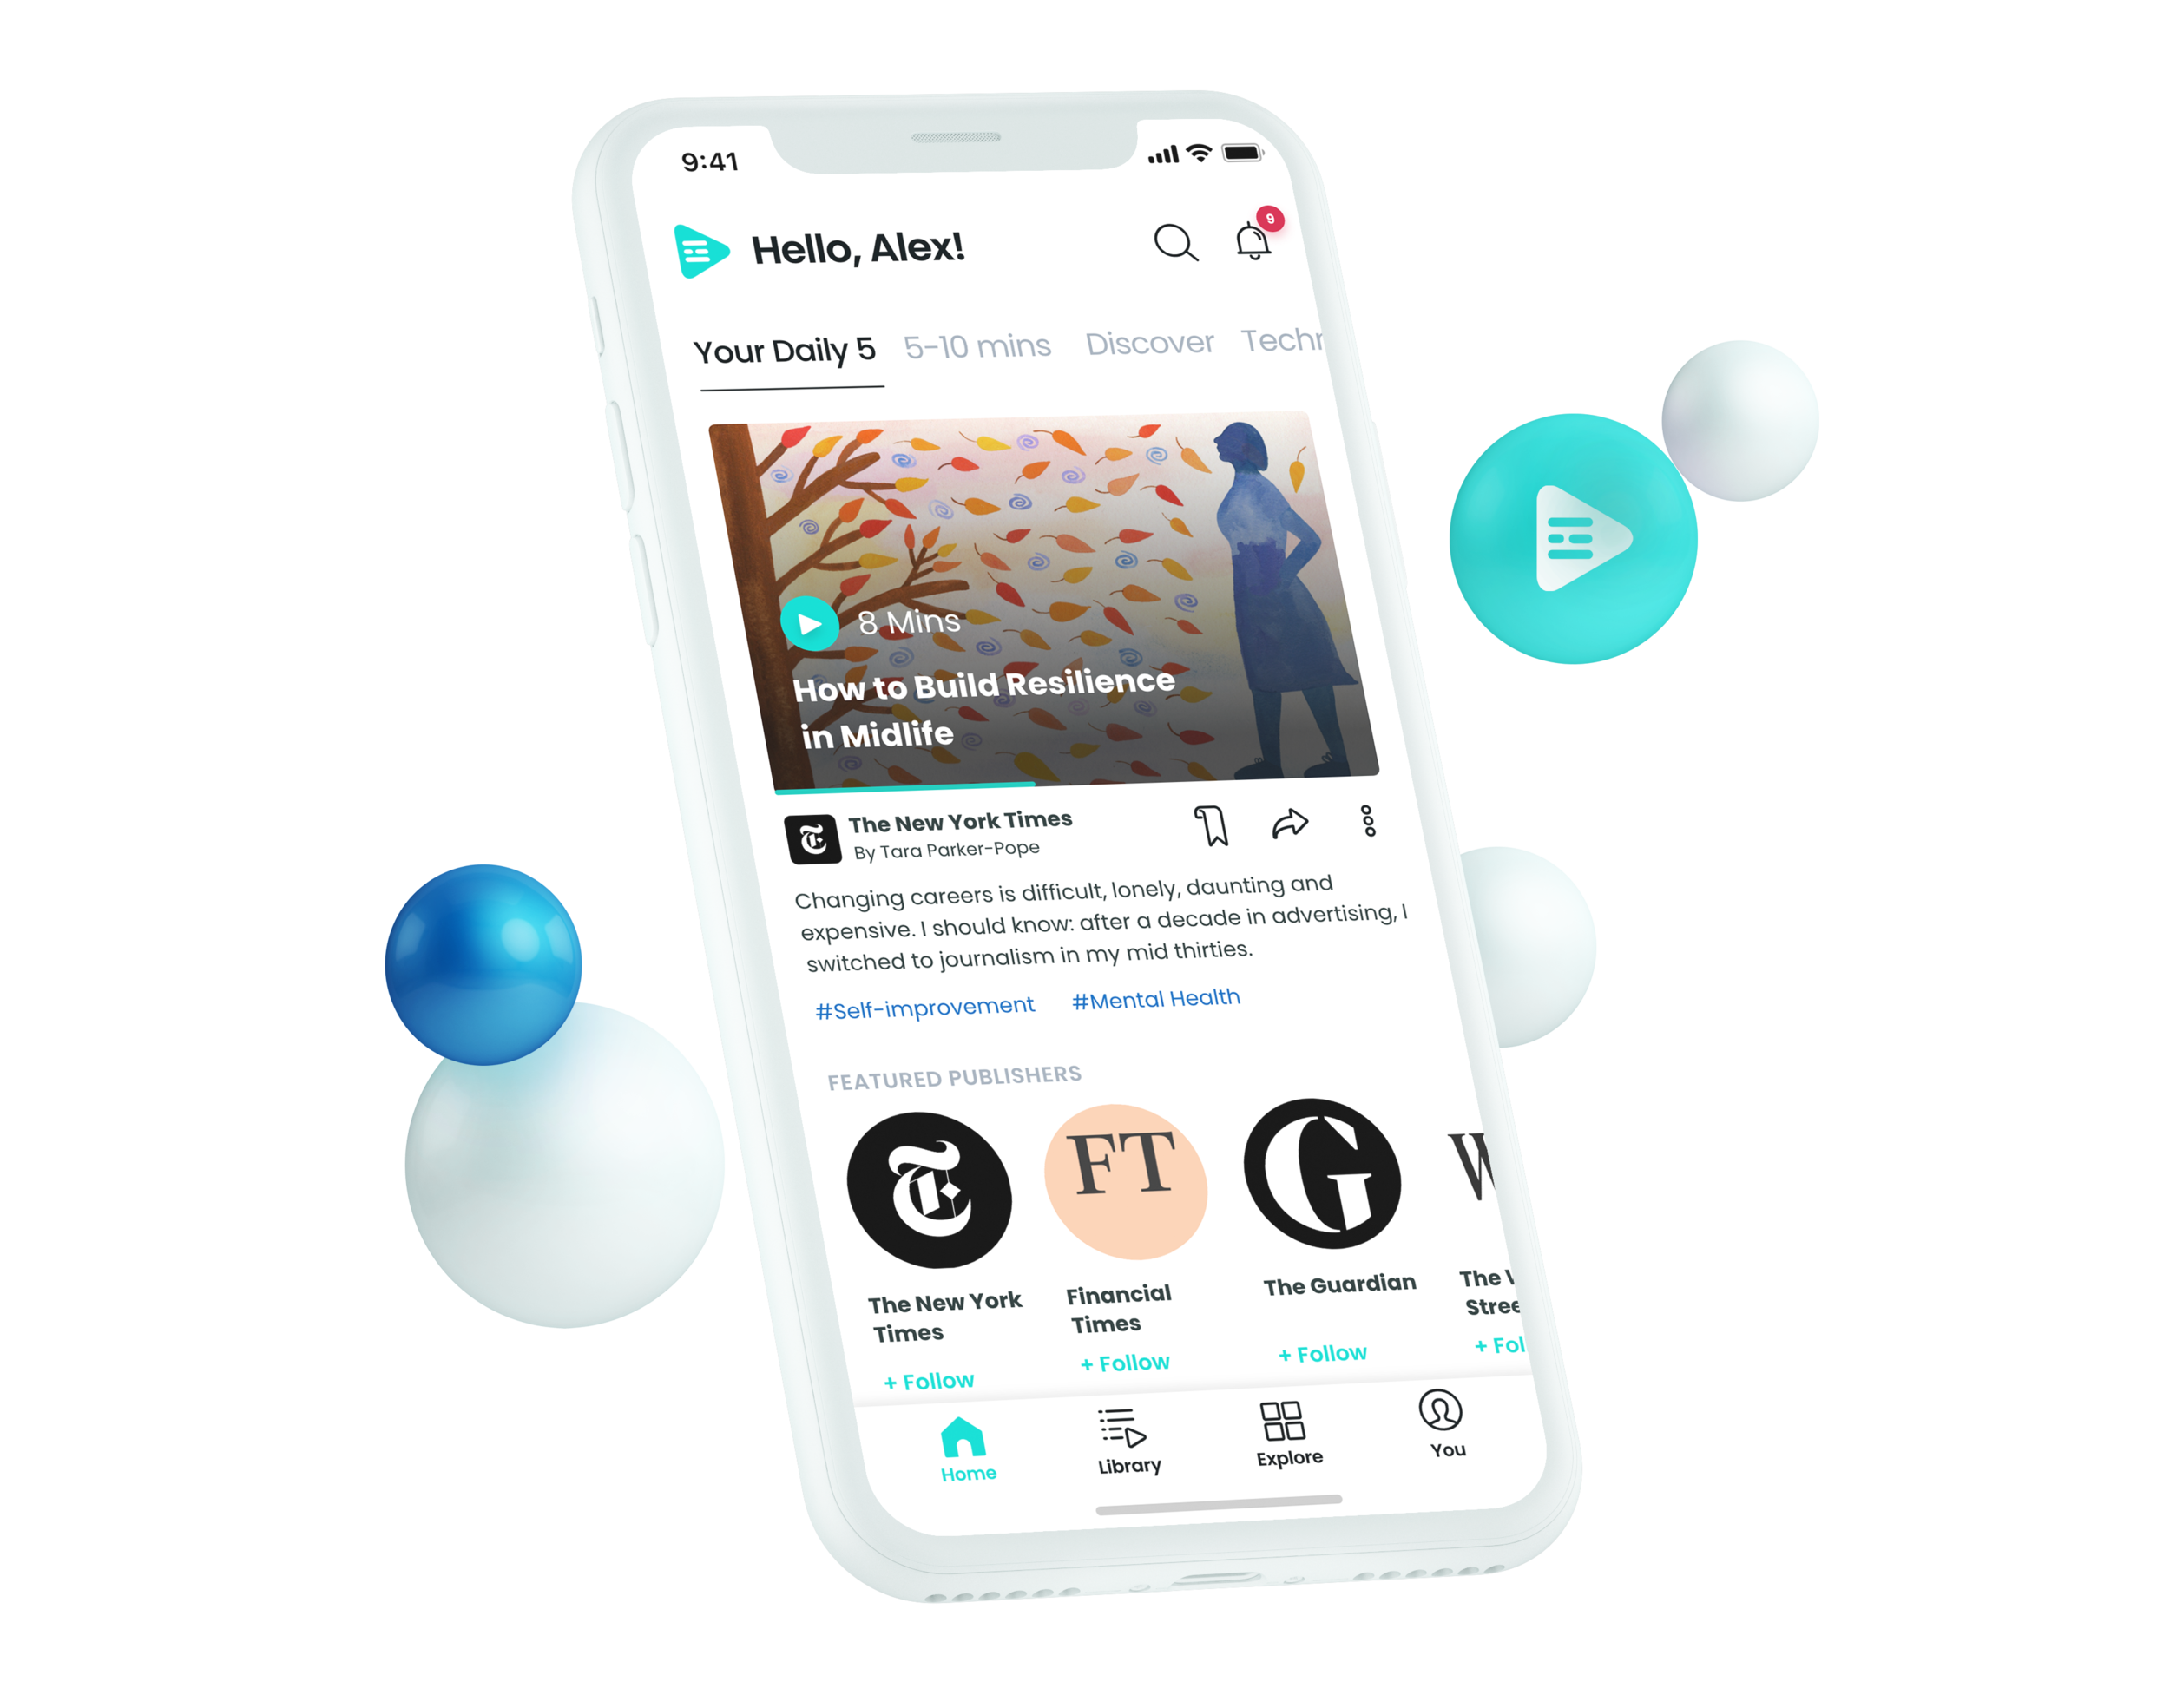 9:41
9
Hello, Alex!
Your Daily 5 5-10 mins Discover
8 Mins
How to Build Resilience
in Midlife
The New York Times
By Tara Parker-Pope
Changing careers is difficult, lonely, daunting and
expensive. I should know: after a decade in advertising, I
switched to journalism in my mid thirties.
#Self-improvement #Mental Health
FEATURED PUBLISHERS
T FT G W
The New York
Times
+ Follow
Financial
Times
+ Follow
The Guardian
+ Follow
The
Home
Library
Explore
You